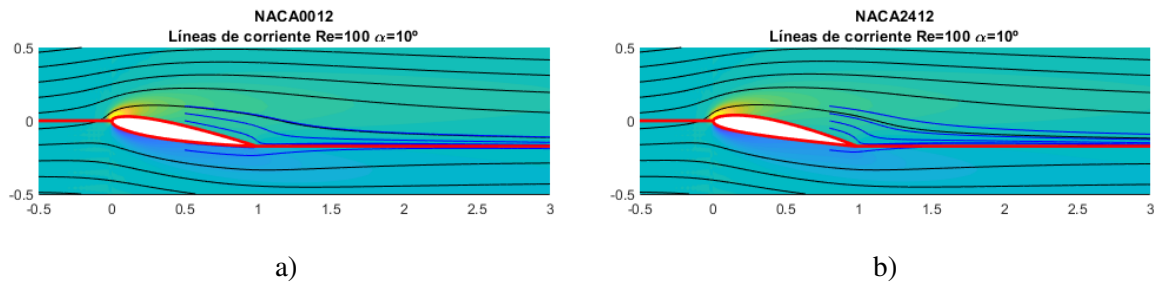 NACA0012
Líneas de corriente Re=100 α=10º
0.5
0
-0.5
-0.5 0 0.5 1 1.5 2 2.5 3
a)
NACA2412
Líneas de corriente Re=100 α=10º
0.5
0
-0.5
-0.5 0 0.5 1 1.5 2 2.5 3
b)